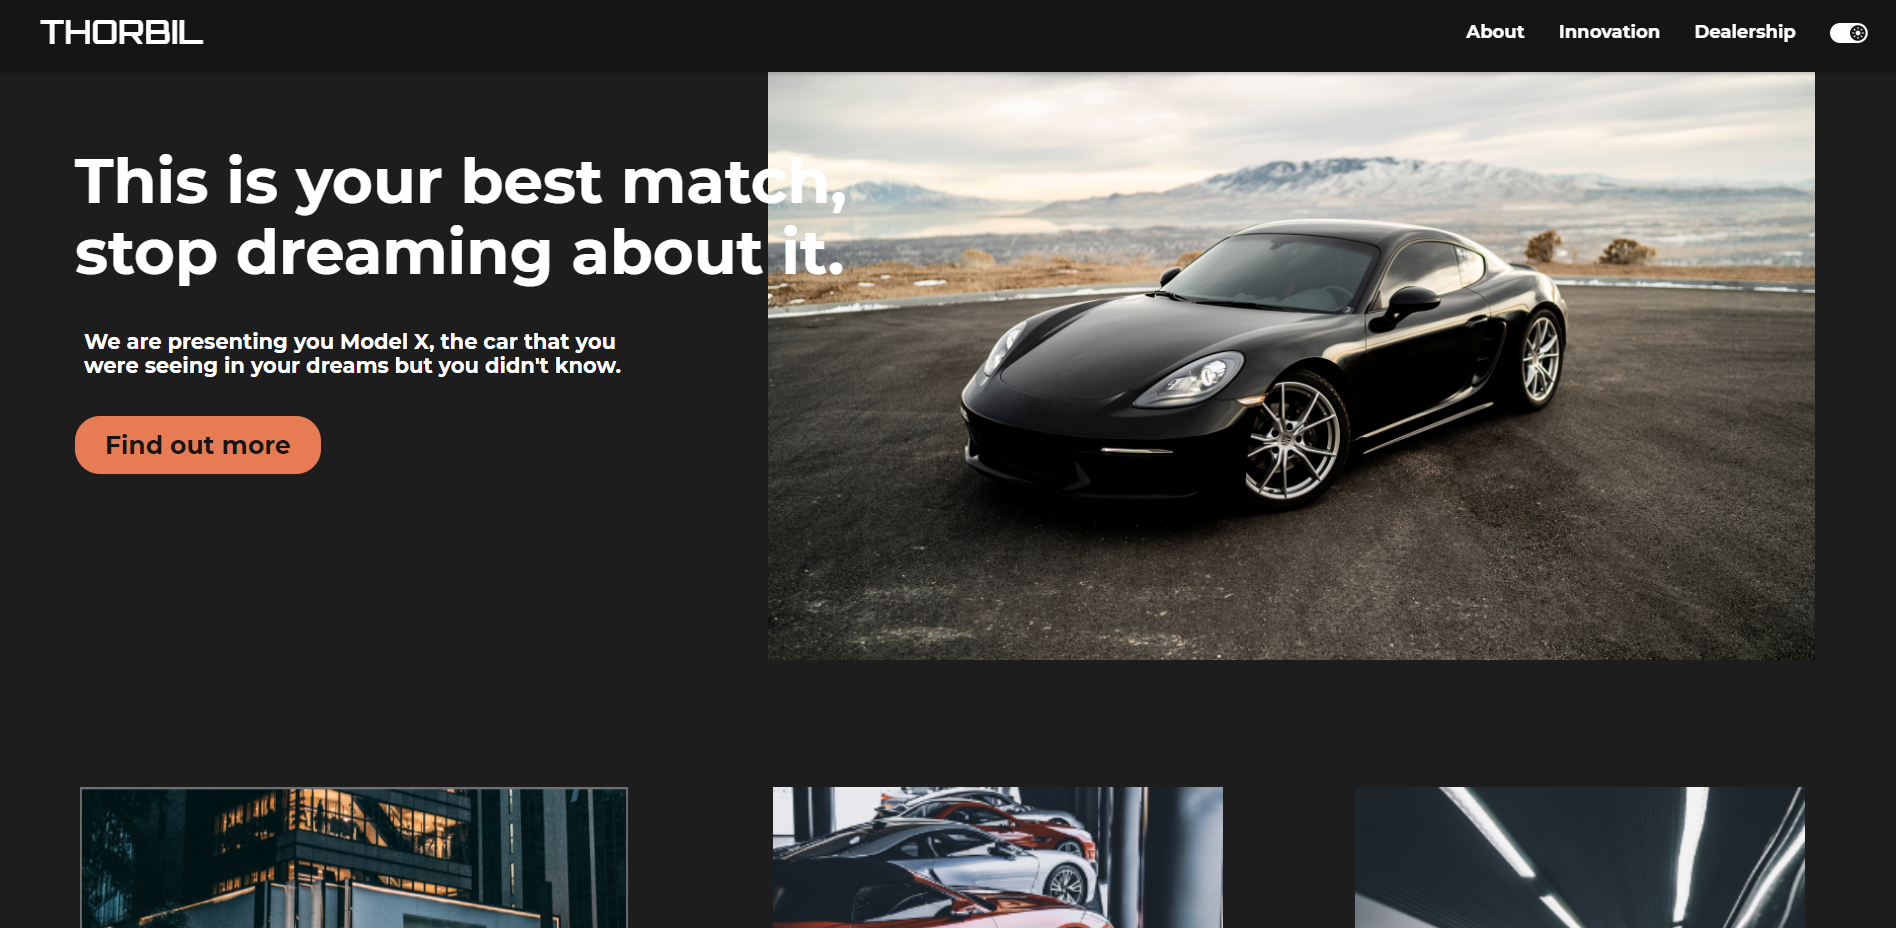 THORBIL
About
Innovation
Dealership
This is your best match,
stop dreaming about it.
We are presenting you Model X, the car that you
were seeing in your dreams but you didn't know.
Find out more